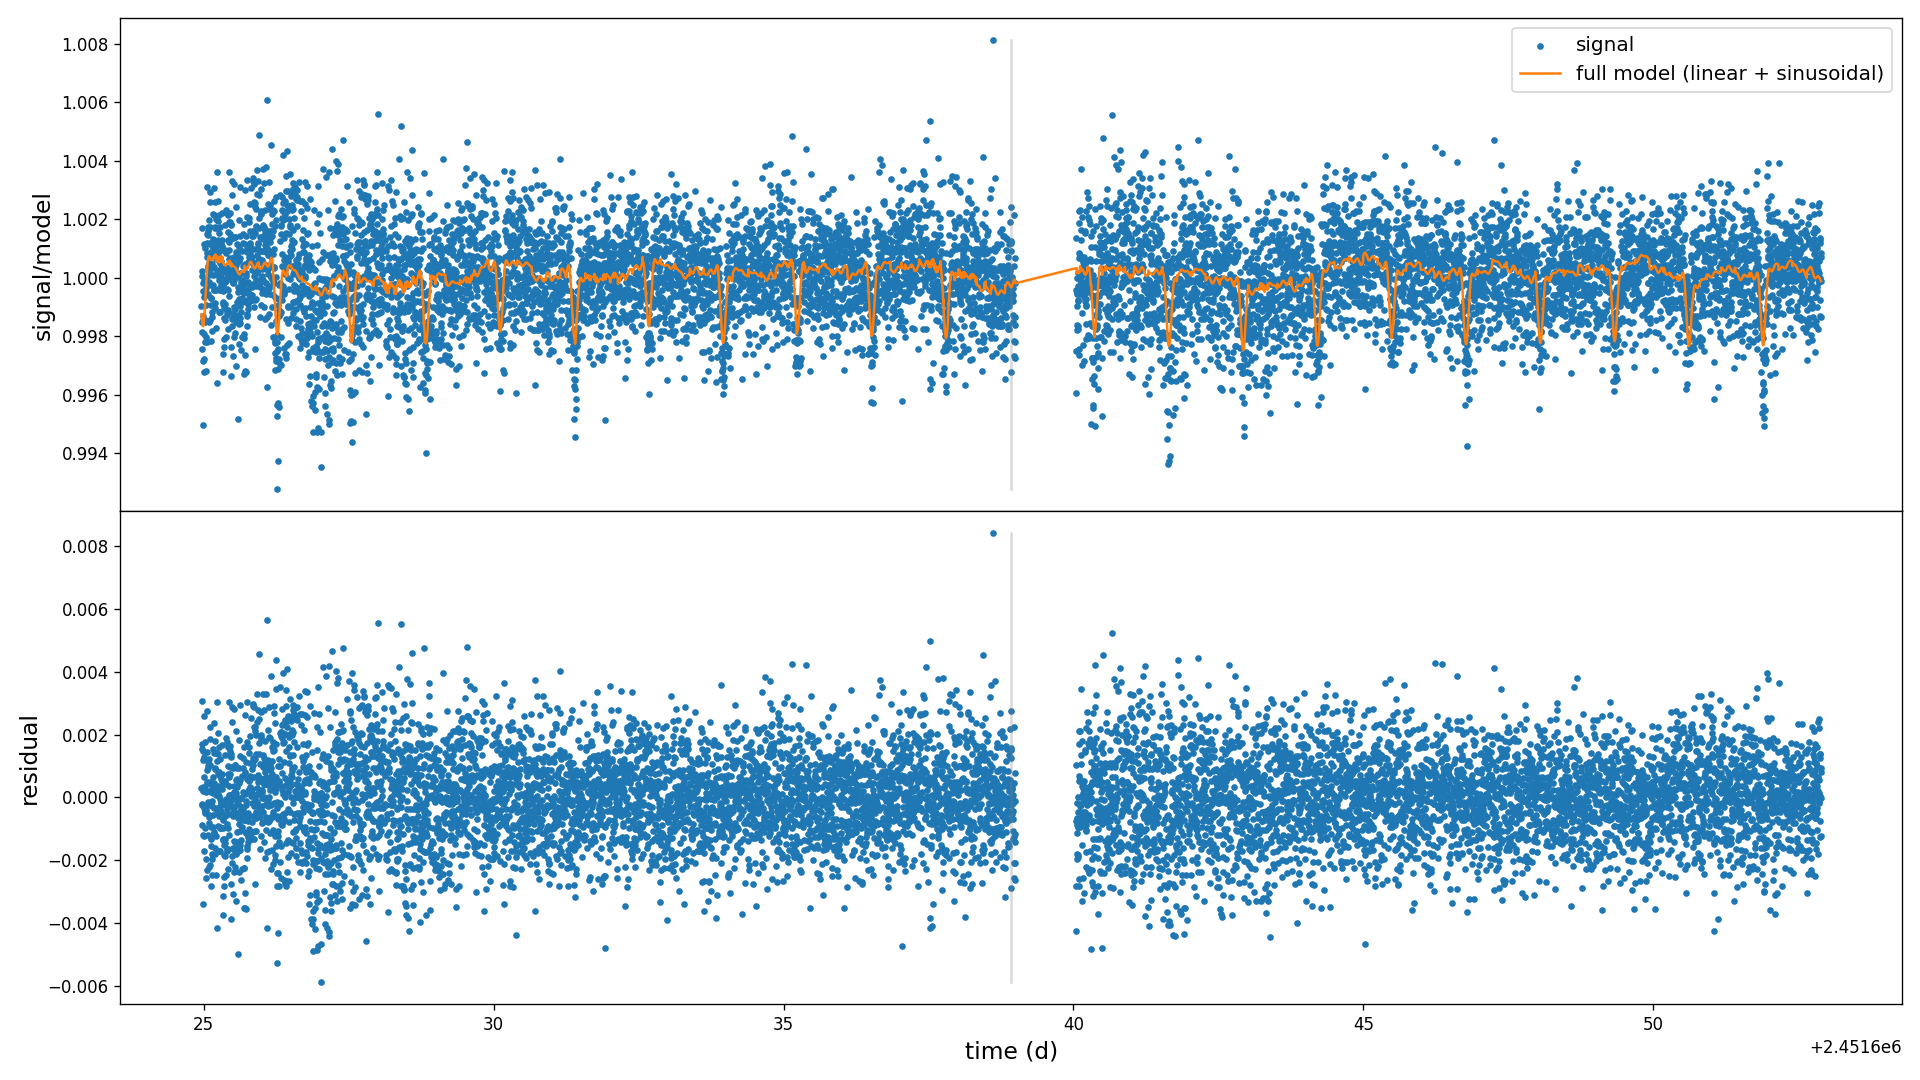 signal
full model (linear + sinusoidal)
signal/model
1.008
1.006
1.004
1.002
1.000
0.998
0.996
0.994
residual
0.008
0.006
0.004
0.002
0.000
−0.002
−0.004
−0.006
25 30 35 40 45 50
time (d)
+2.4516e6